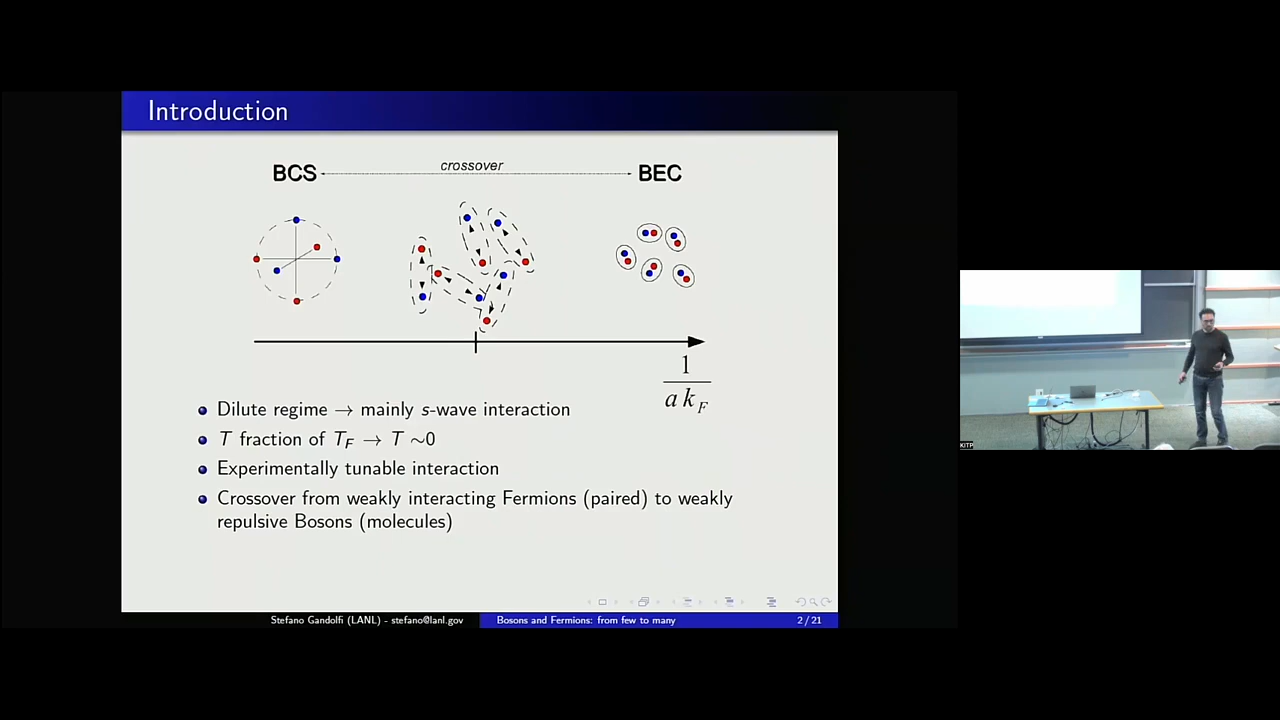 Introduction
BCS crossover BEC
1
a k_F
Dilute regime → mainly s-wave interaction
T fraction of T_F → T ∼0
Experimentally tunable interaction
Crossover from weakly interacting Fermions (paired) to weakly
repulsive Bosons (molecules)
Stefano Gandolfi (LANL) - stefano@lanl.gov Bosons and Fermions: from few to many 2 / 21
KITP